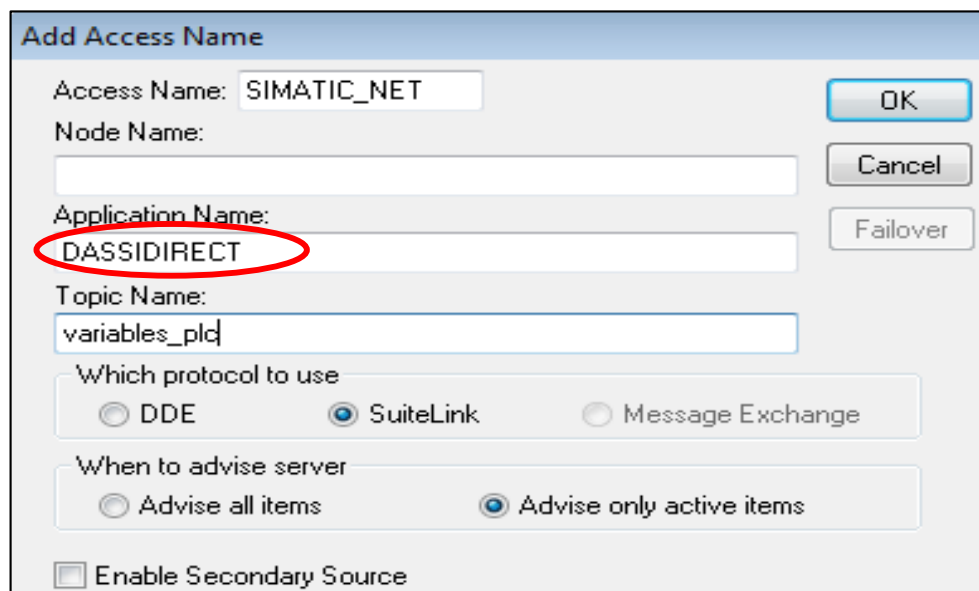 Add Access Name
Access Name: SIMATIC_NET
OK
Node Name:
Cancel
Application Name:
Failover
DASSIDIRECT
Topic Name:
variables_plc
Which protocol to use
DDE SuiteLink Message Exchange
When to advise server
Advise all items Advise only active items
Enable Secondary Source